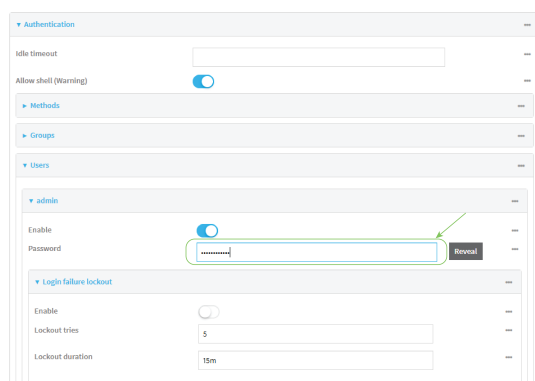 Authentication
Idle timeout
Allow shell (Warning)
Methods
Groups
Users
admin
Enable
Password
Reveal
Login failure lockout
Enable
Lockout tries
5
Lockout duration
15m